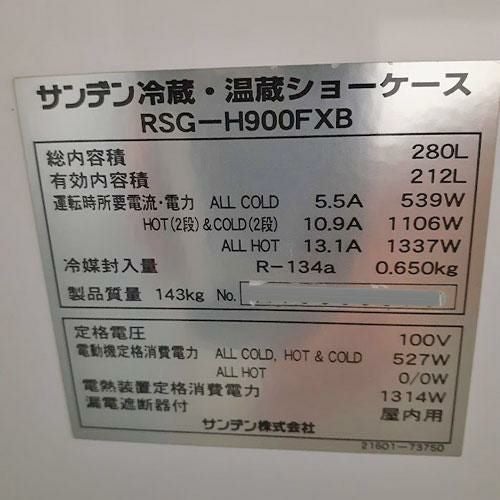 サンデン冷蔵・温蔵ショーケース
RSG−H900FXB
総内容積 280L
有効内容積 212L
運転時所要電流・電力 ALL COLD 5.5A 539W
HOT(2段)&COLD(2段) 10.9A 1106W
ALL HOT 13.1A 1337W
冷媒封入量 R−134a 0.650kg
製品質量 143kg No.
定格電圧 100V
電動機定格消費電力 ALL COLD, HOT & COLD 527W
ALL HOT 0/0W
電熱装置定格消費電力 1314W
漏電遮断器付 屋内用
サンデン株式会社
21601−73750